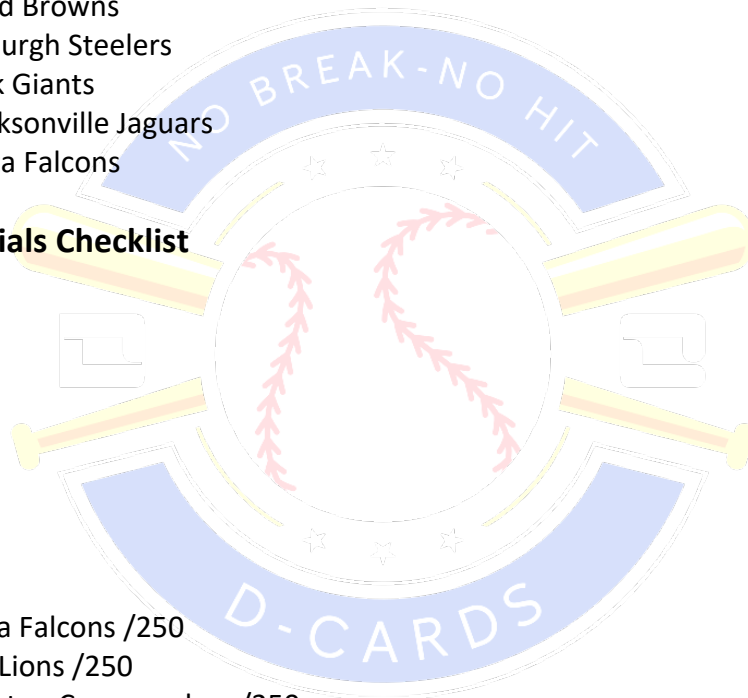 d Browns
urgh Steelers
k Giants
ksonville Jaguars
a Falcons
NO BREAK-NO HIT
ials Checklist
a Falcons /250
Lions /250
D-CARDS